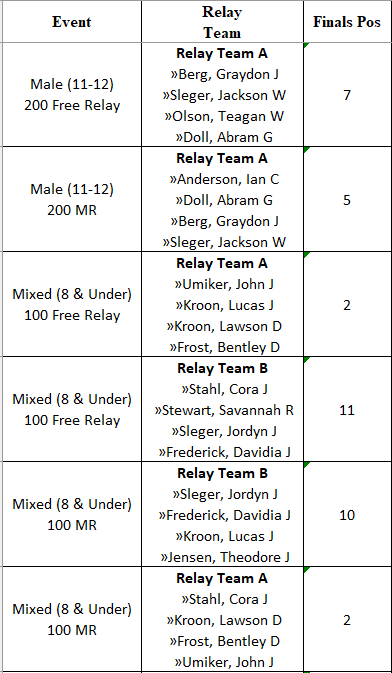 Event
Relay
Team
Finals Pos
Male (11-12)
200 Free Relay
Relay Team A
»Berg, Graydon J
»Sleger, Jackson W
»Olson, Teagan W
»Doll, Abram G
7
Male (11-12)
200 MR
Relay Team A
»Anderson, Ian C
»Doll, Abram G
»Berg, Graydon J
»Sleger, Jackson W
5
Mixed (8 & Under)
100 Free Relay
Relay Team A
»Umiker, John J
»Kroon, Lucas J
»Kroon, Lawson D
»Frost, Bentley D
2
Mixed (8 & Under)
100 Free Relay
Relay Team B
»Stahl, Cora J
»Stewart, Savannah R
»Sleger, Jordyn J
»Frederick, Davidia J
11
Mixed (8 & Under)
100 MR
Relay Team B
»Sleger, Jordyn J
»Frederick, Davidia J
»Kroon, Lucas J
»Jensen, Theodore J
10
Mixed (8 & Under)
100 MR
Relay Team A
»Stahl, Cora J
»Kroon, Lawson D
»Frost, Bentley D
»Umiker, John J
2